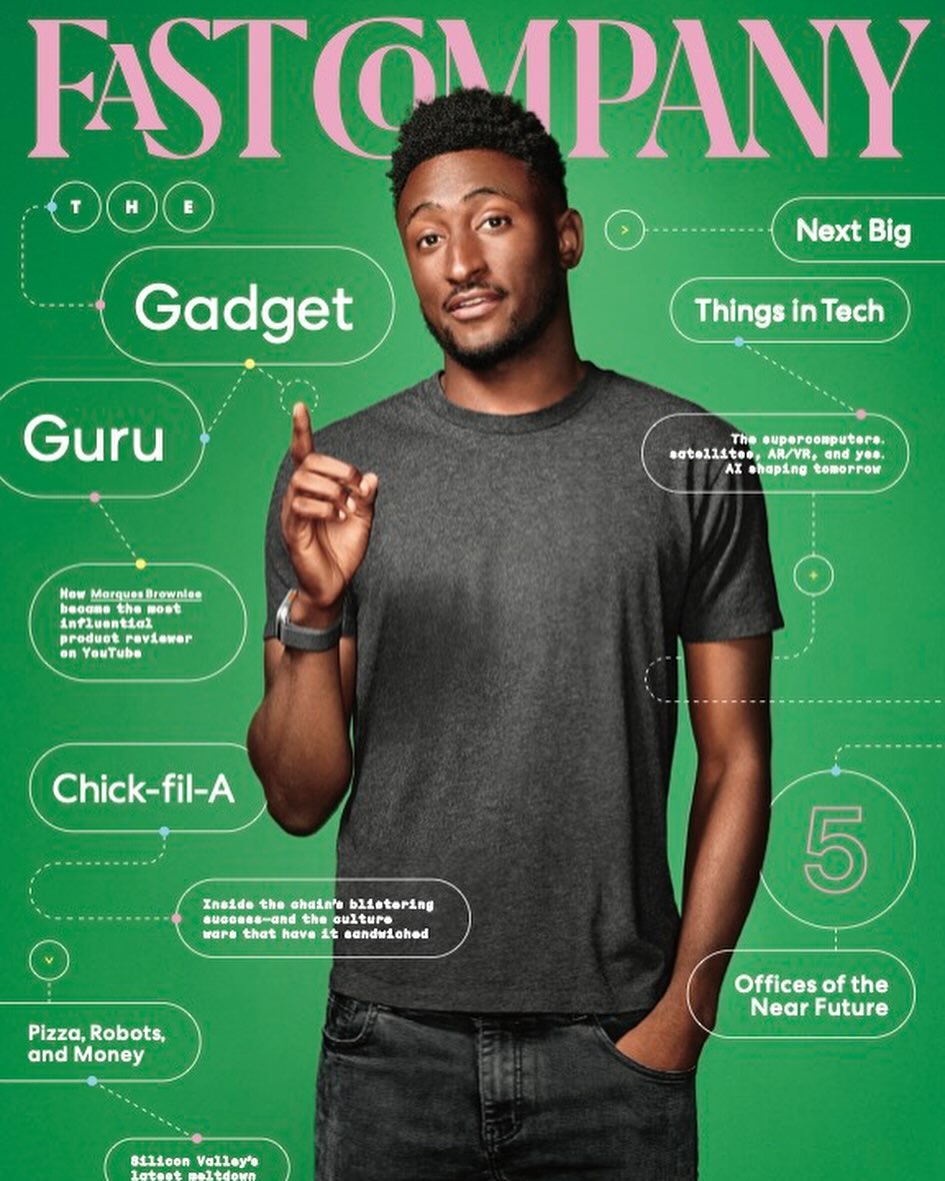 FAST COMPANY
T H E
Gadget
Guru
How Marques Brownlee
became the most
influential
product reviewer
on YouTube
Next Big
Things in Tech
The supercomputers,
satellites, AR/VR, and yes,
AI shaping tomorrow
Chick-fil-A
Inside the chain's blistering
success—and the culture
wars that have it sandwiched
5
Offices of the
Near Future
Pizza, Robots,
and Money
Silicon Valley's
latest meltdown